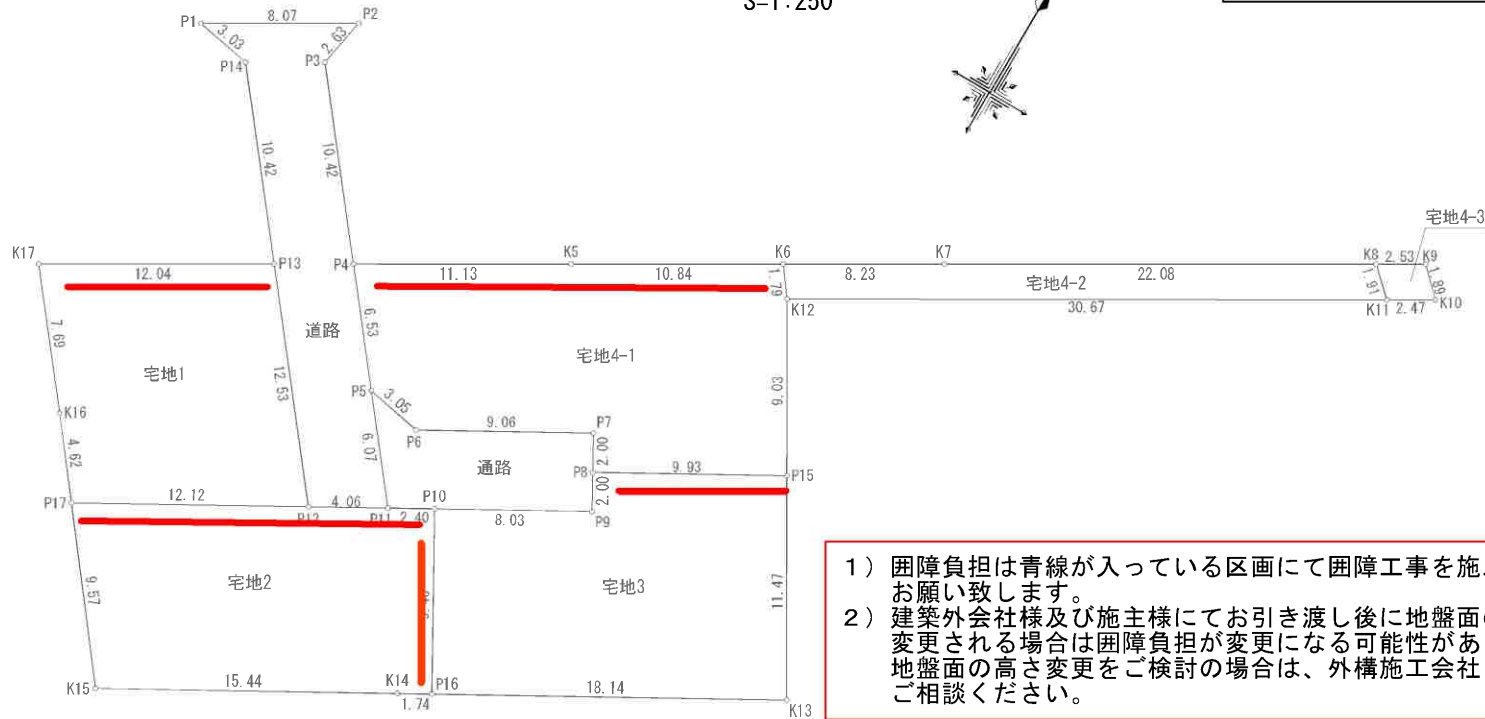 S=1:250
P1
8.07
P2
3.03
2.63
P14
P3
10.42
10.42
宅地4-3
K17
P13
P4
K5
K6
K7
K8
2.53
K9
12.04
11.13
10.84
1.79
8.23
宅地4-2
22.08
1.91
1.89
K12
30.67
K11
2.47
K10
7.69
道路
6.53
宅地4-1
宅地1
12.53
9.03
P5
3.05
K16
9.06
P7
P6
4.62
6.07
通路
2.00
P8
9.93
P15
P17
12.12
4.06
P10
2.00
P12
P11
2.40
8.03
P9
9.57
宅地2
宅地3
11.47
K15
15.44
K14
P16
18.14
1.74
K13
1）囲障負担は青線が入っている区画にて囲障工事を施
お願い致します。
2）建築外会社様及び施主様にてお引き渡し後に地盤面
変更される場合は囲障負担が変更になる可能性があ
地盤面の高さ変更をご検討の場合は、外構施工会社
ご相談ください。